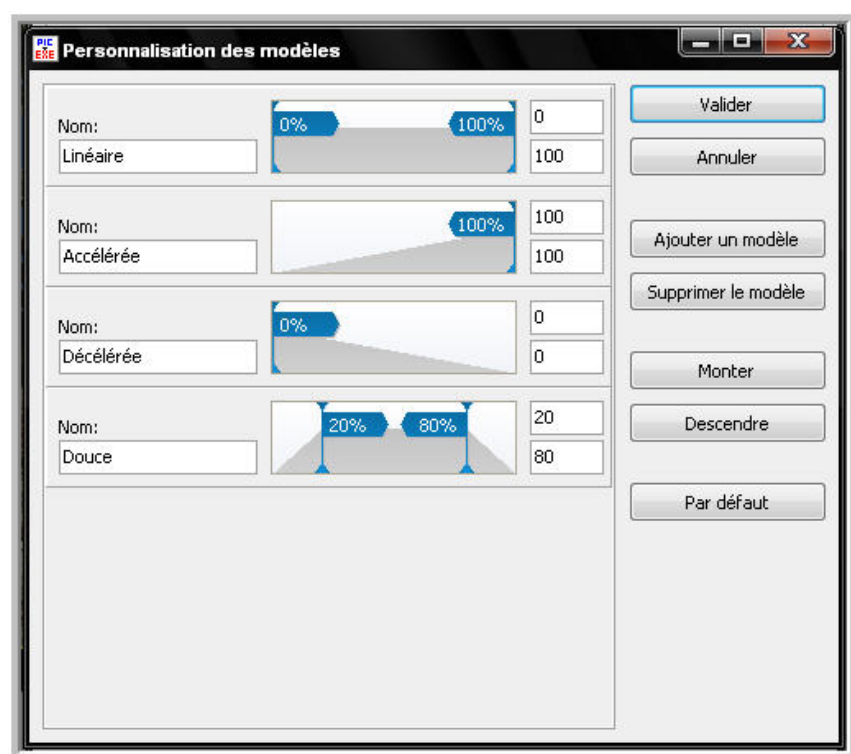 PIC
EXE
Personnalisation des modèles
Nom:
Linéaire
0%
100%
0
100
Nom:
Accélérée
100%
100
100
Nom:
Décélérée
0%
0
0
Nom:
Douce
20%
80%
20
80
Valider
Annuler
Ajouter un modèle
Supprimer le modèle
Monter
Descendre
Par défaut